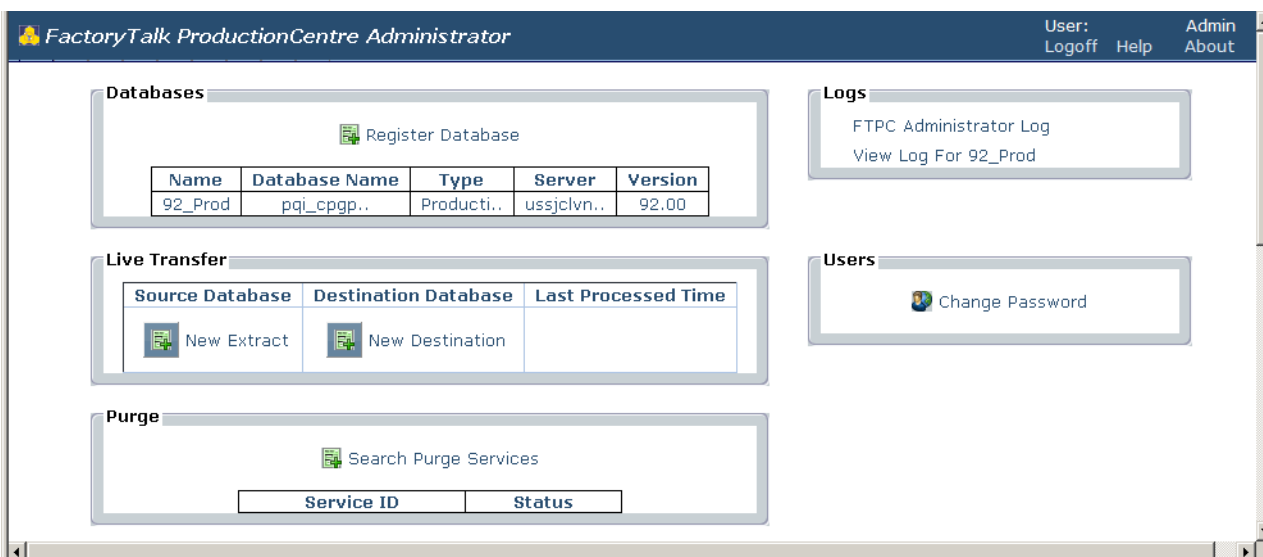 FactoryTalk ProductionCentre Administrator
User: Admin
Logoff Help About
Databases
Register Database
Name Database Name Type Server Version
92_Prod pqi_cpgp.. Producti.. ussjclvn.. 92.00
Logs
FTPC Administrator Log
View Log For 92_Prod
Live Transfer
Source Database Destination Database Last Processed Time
New Extract New Destination
Users
Change Password
Purge
Search Purge Services
Service ID Status